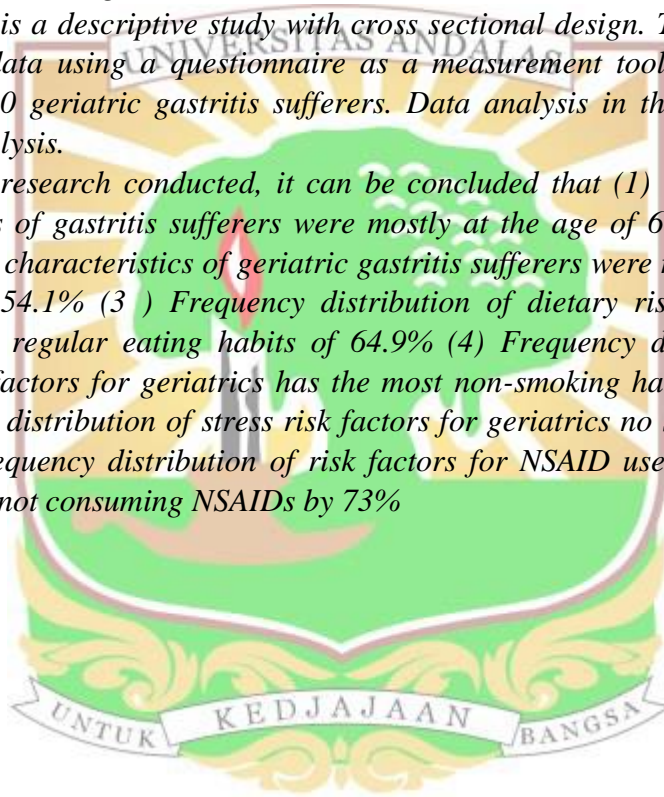 is a descriptive study with cross sectional design. T
UNIVERSITAS ANDALAS
data using a questionnaire as a measurement tool
0 geriatric gastritis sufferers. Data analysis in th
lysis.
research conducted, it can be concluded that (1)
s of gastritis sufferers were mostly at the age of 6
characteristics of geriatric gastritis sufferers were
54.1% (3 ) Frequency distribution of dietary ris
regular eating habits of 64.9% (4) Frequency d
factors for geriatrics has the most non-smoking ha
distribution of stress risk factors for geriatrics no
equency distribution of risk factors for NSAID use
not consuming NSAIDs by 73%
UNTUK KEDJAJAAN BANGSA